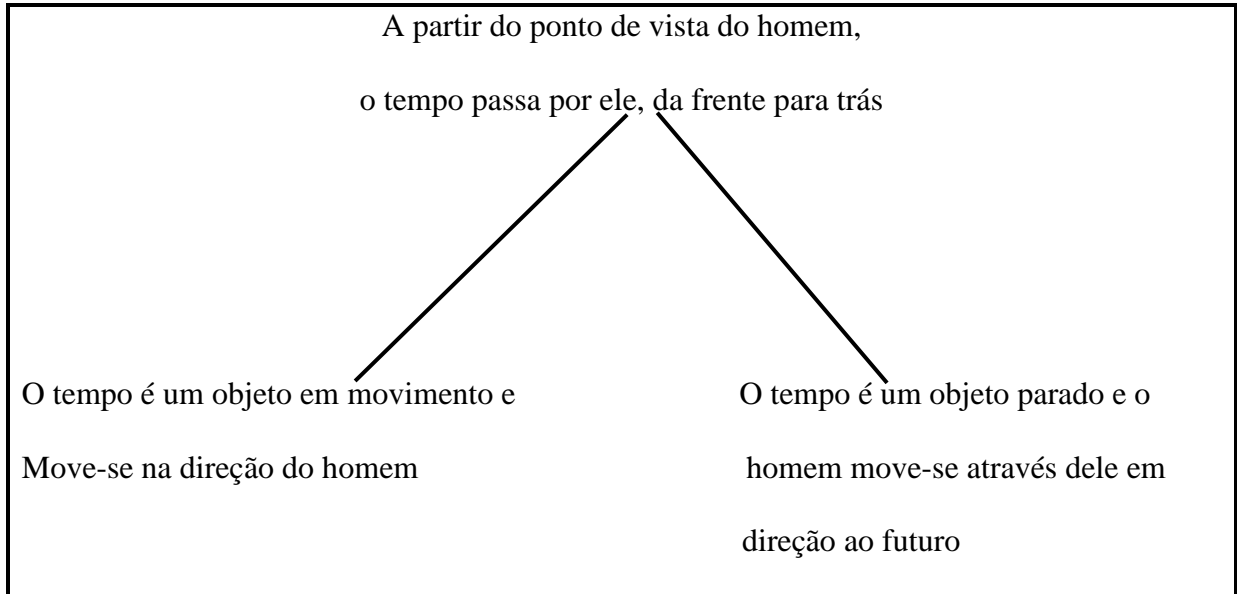 A partir do ponto de vista do homem,
o tempo passa por ele, da frente para trás
O tempo é um objeto em movimento e
Move-se na direção do homem
O tempo é um objeto parado e o
homem move-se através dele em
direção ao futuro